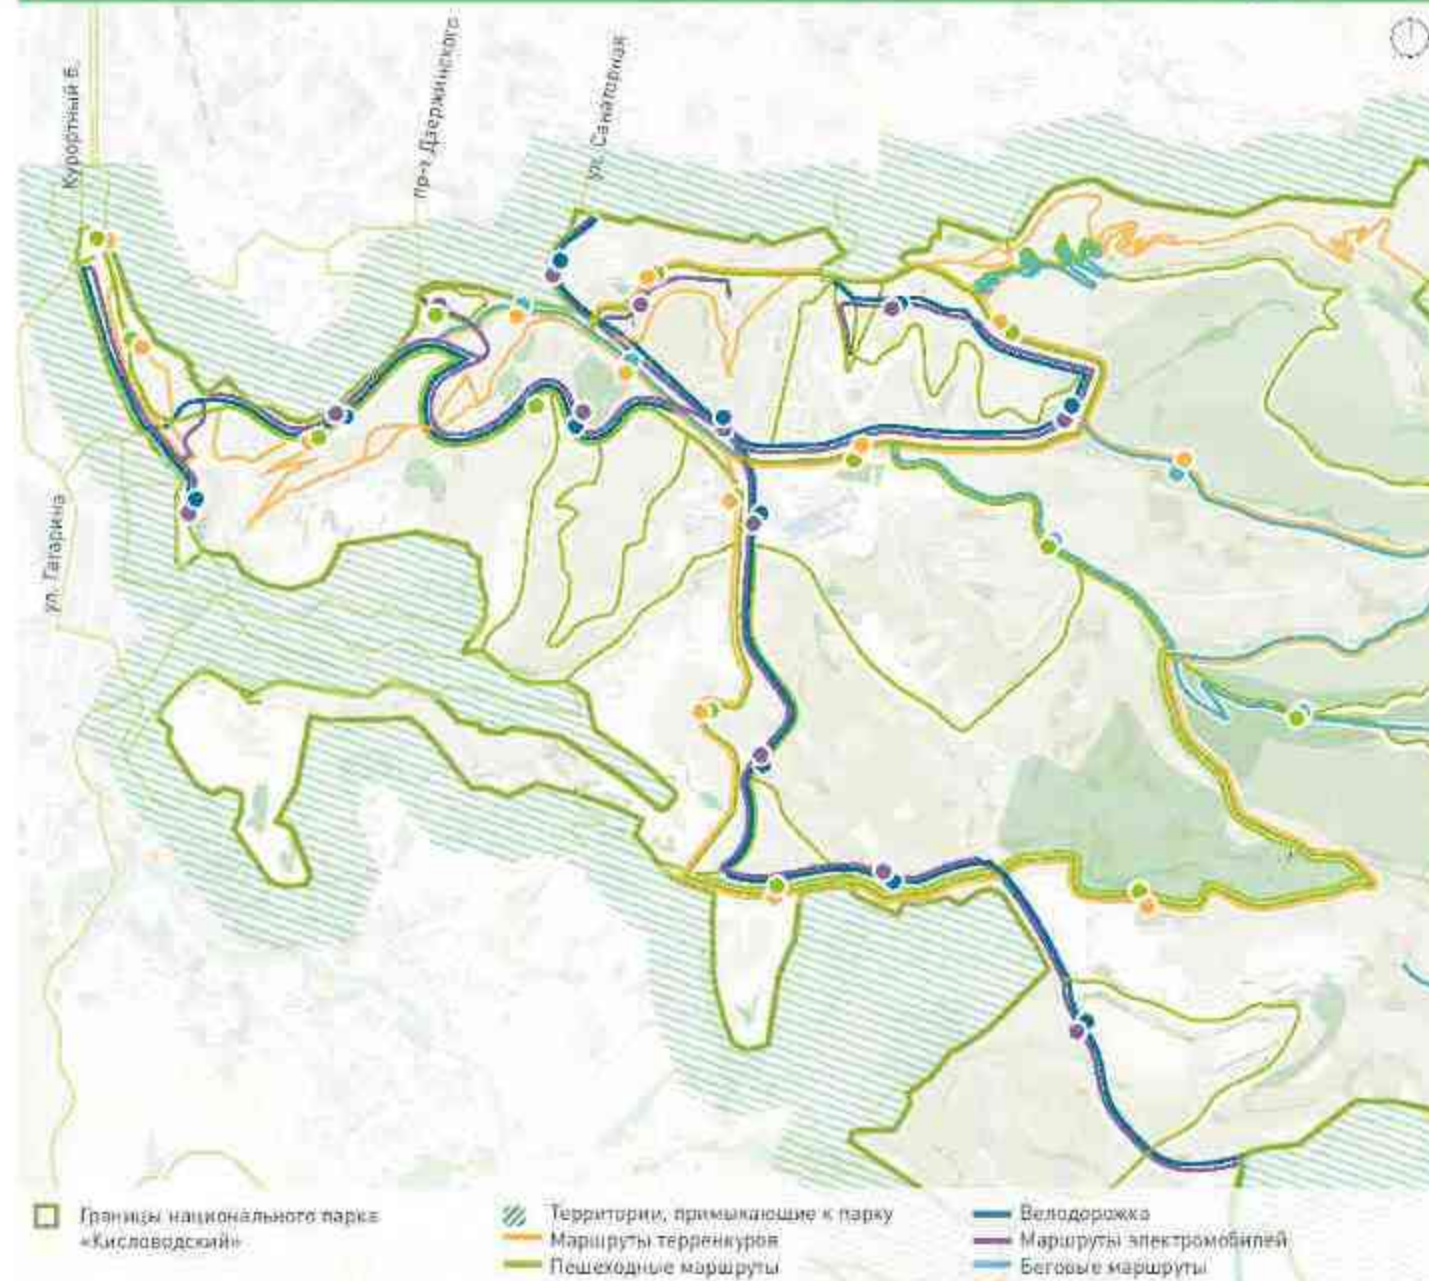 Курортный б.
пр-т Дзержинского
ул. Санаторная
ул. Гагарина
Границы национального парка
«Кисловодский»
Территории, примыкающие к парку
Маршруты терренкуров
Пешеходные маршруты
Велодорожка
Маршруты электромобилей
Беговые маршруты